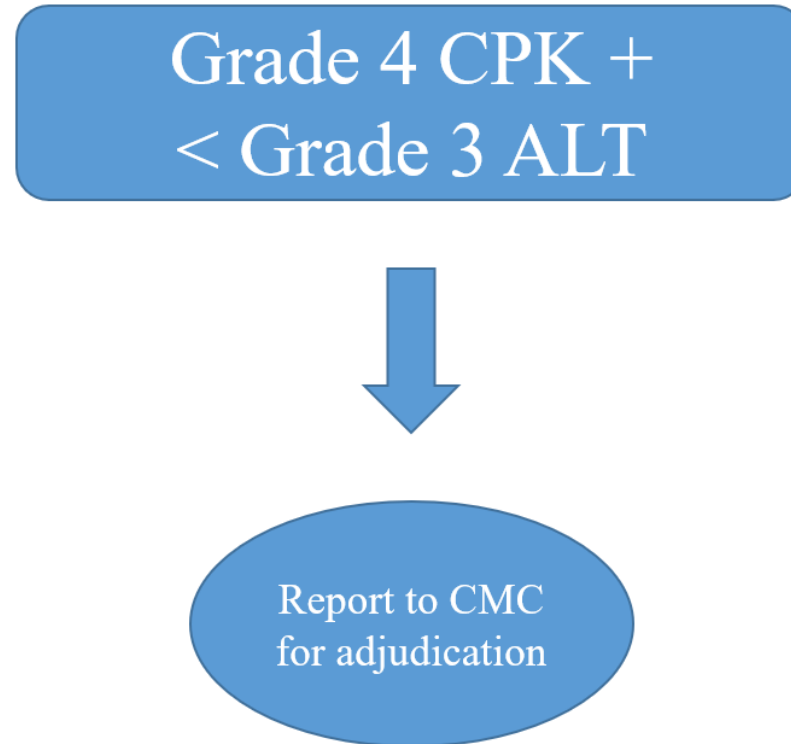 Grade 4 CPK +
< Grade 3 ALT
Report to CMC
for adjudication